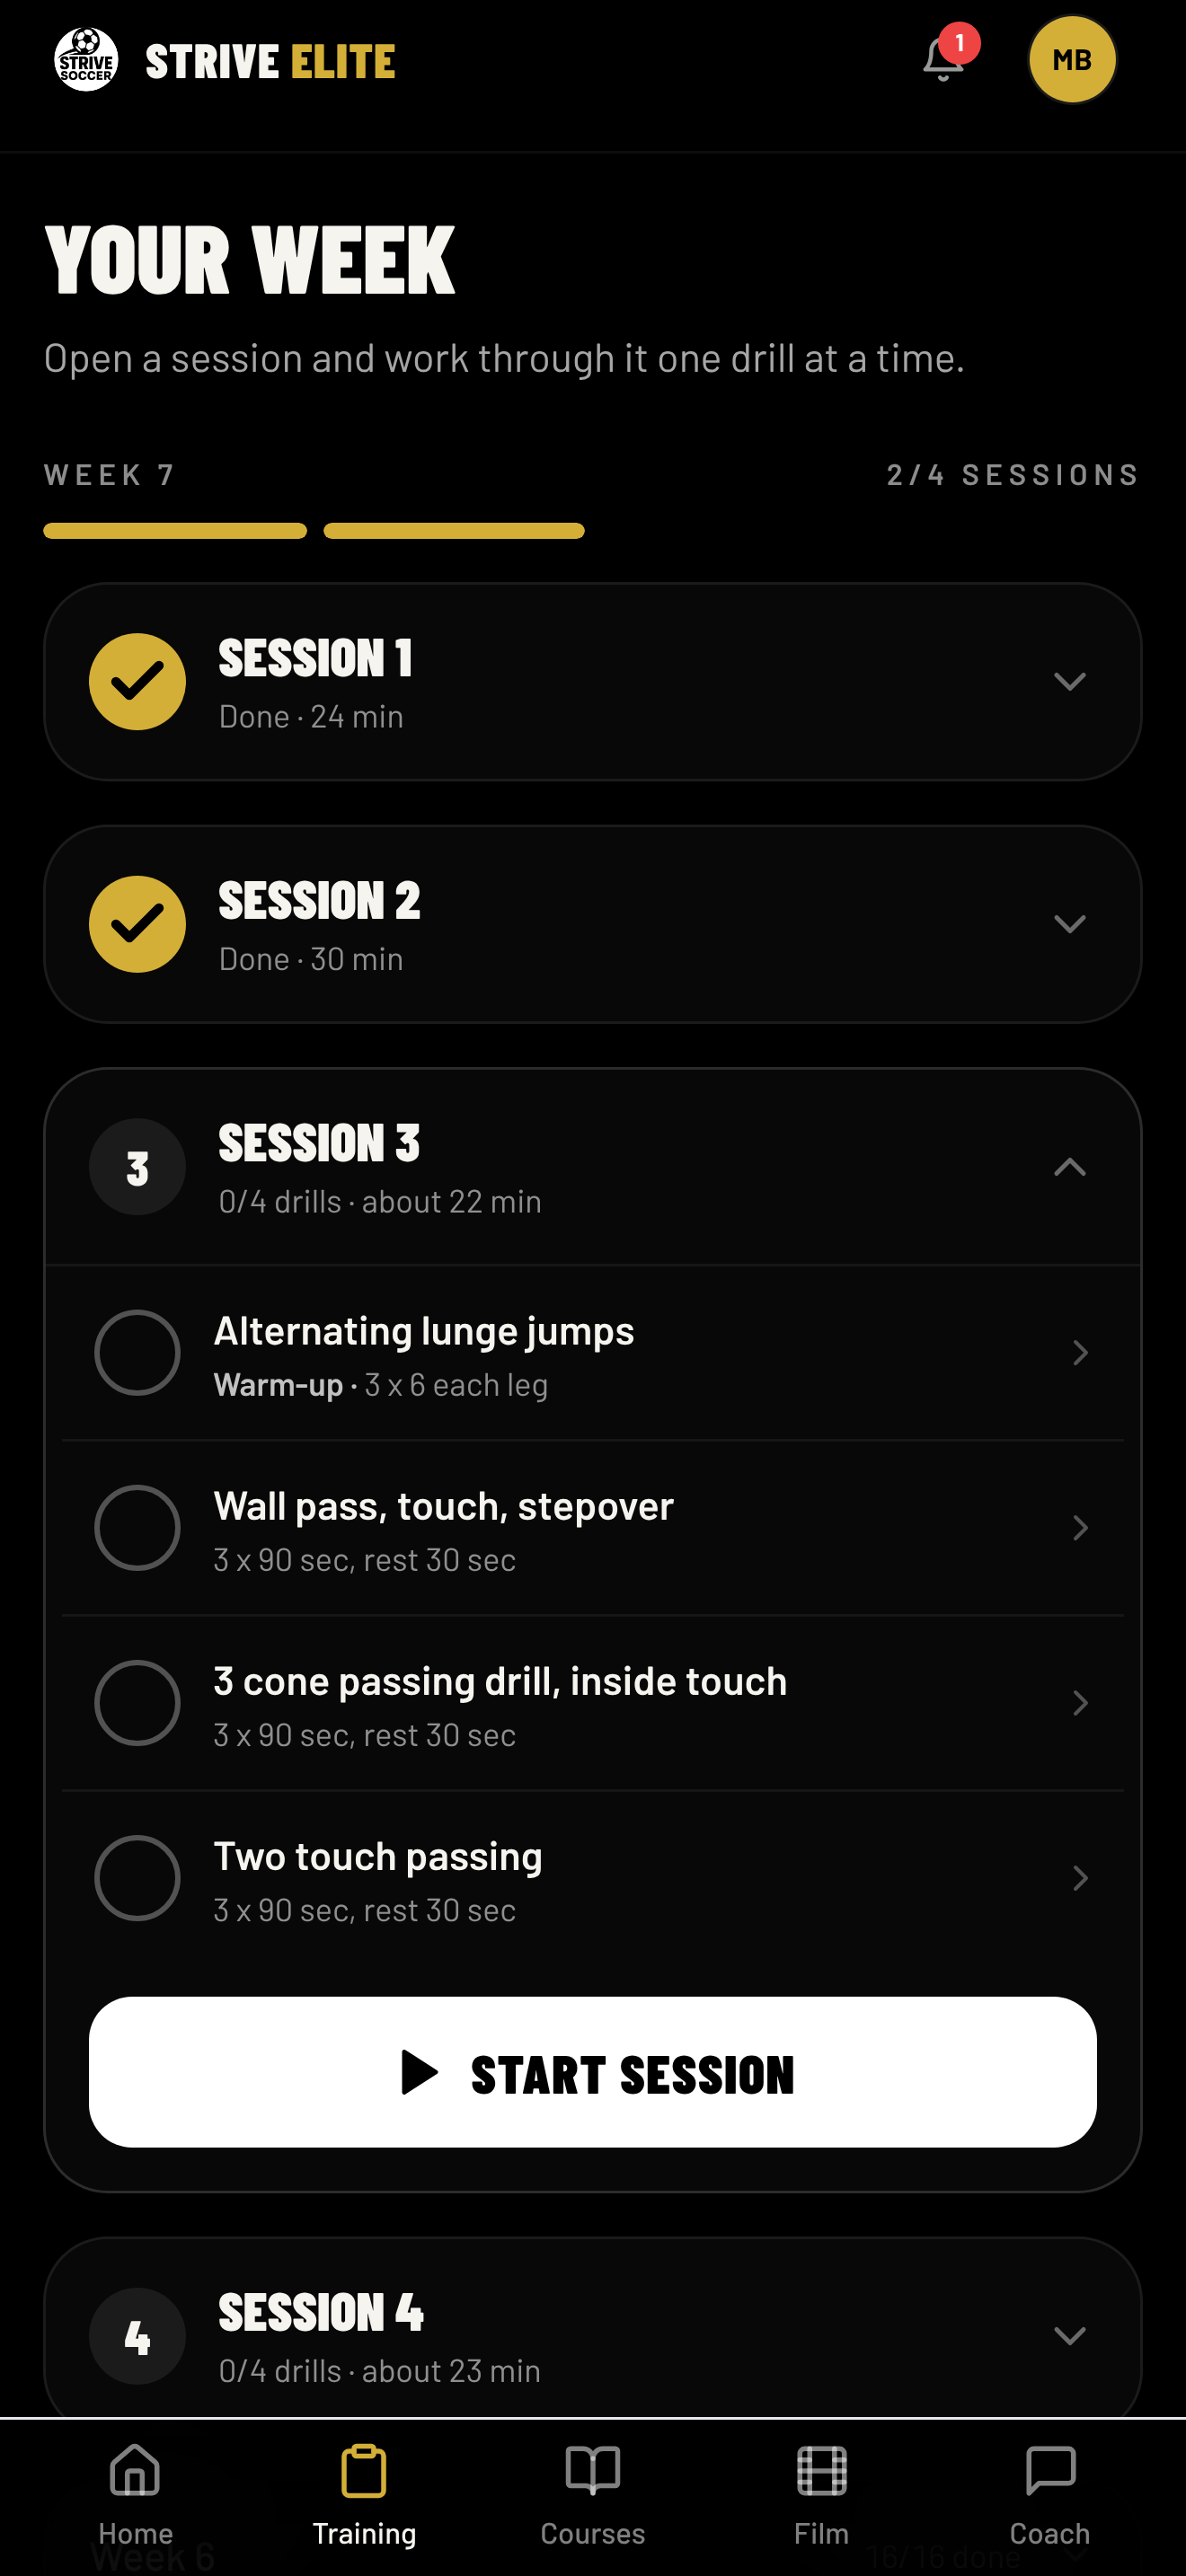 STRIVE
SOCCER
STRIVE ELITE
1
MB
YOUR WEEK
Open a session and work through it one drill at a time.
WEEK 7
2/4 SESSIONS
SESSION 1
Done · 24 min
SESSION 2
Done · 30 min
3
SESSION 3
0/4 drills · about 22 min
Alternating lunge jumps
Warm-up · 3 x 6 each leg
Wall pass, touch, stepover
3 x 90 sec, rest 30 sec
3 cone passing drill, inside touch
3 x 90 sec, rest 30 sec
Two touch passing
3 x 90 sec, rest 30 sec
START SESSION
4
SESSION 4
0/4 drills · about 23 min
Home
Training
Courses
Film
Coach
Week 6
16/16 done